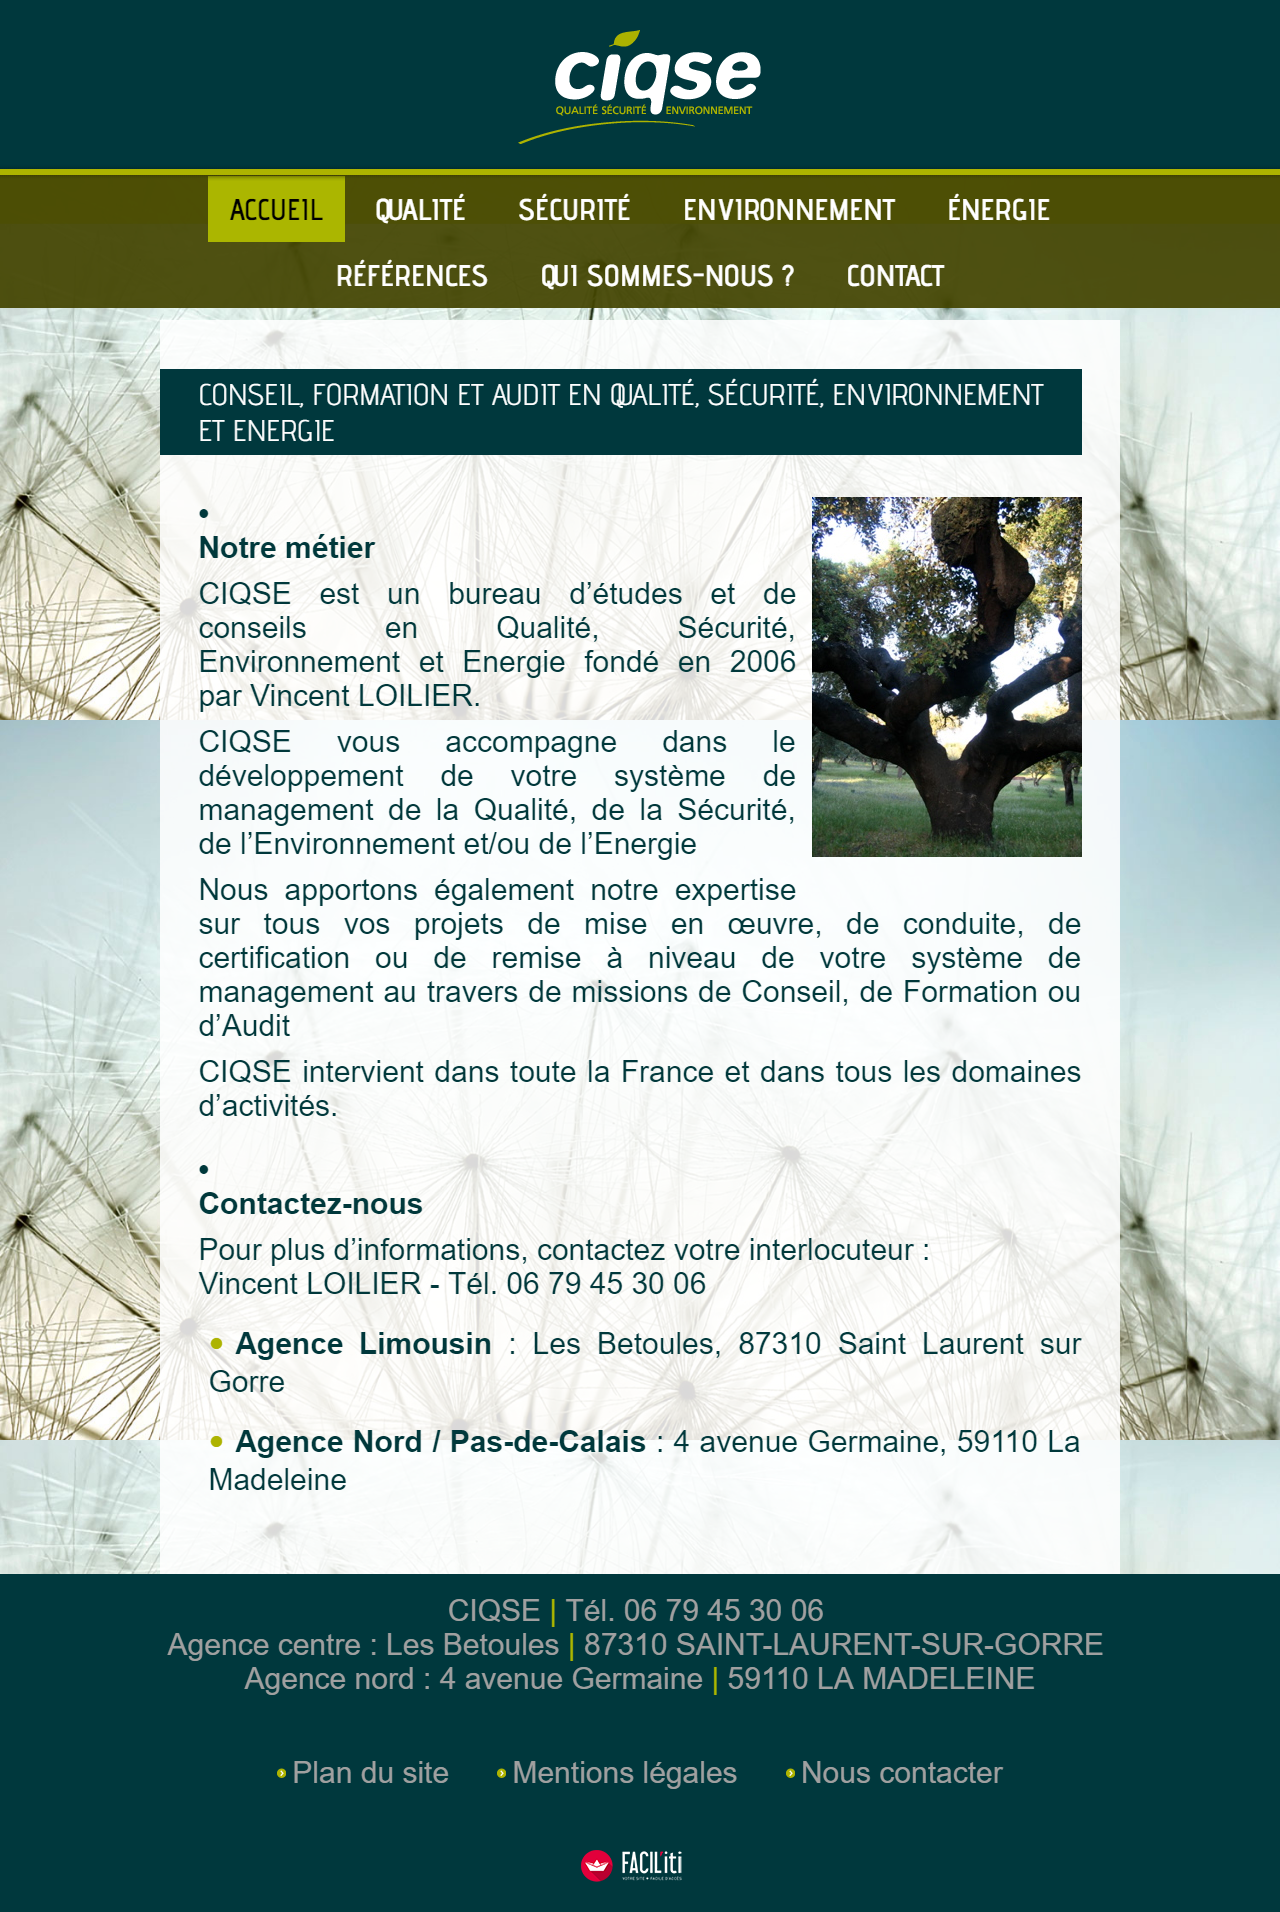 ciqse
QUALITÉ SÉCURITÉ ENVIRONNEMENT
ACCUEIL QUALITÉ SÉCURITÉ ENVIRONNEMENT ÉNERGIE
RÉFÉRENCES QUI SOMMES-NOUS ? CONTACT
CONSEIL, FORMATION ET AUDIT EN QUALITÉ, SÉCURITÉ, ENVIRONNEMENT
ET ENERGIE
•
Notre métier
CIQSE est un bureau d’études et de
conseils en Qualité, Sécurité,
Environnement et Energie fondé en 2006
par Vincent LOILIER.
CIQSE vous accompagne dans le
développement de votre système de
management de la Qualité, de la Sécurité,
de l’Environnement et/ou de l’Energie
Nous apportons également notre expertise
sur tous vos projets de mise en œuvre, de conduite, de
certification ou de remise à niveau de votre système de
management au travers de missions de Conseil, de Formation ou
d’Audit
CIQSE intervient dans toute la France et dans tous les domaines
d’activités.
•
Contactez-nous
Pour plus d’informations, contactez votre interlocuteur :
Vincent LOILIER - Tél. 06 79 45 30 06
• Agence Limousin : Les Betoules, 87310 Saint Laurent sur
Gorre
• Agence Nord / Pas-de-Calais : 4 avenue Germaine, 59110 La
Madeleine
CIQSE | Tél. 06 79 45 30 06
Agence centre : Les Betoules | 87310 SAINT-LAURENT-SUR-GORRE
Agence nord : 4 avenue Germaine | 59110 LA MADELEINE
Plan du site Mentions légales Nous contacter
FACIL'iti
VOTRE SITE • FACILE D'ACCÈS